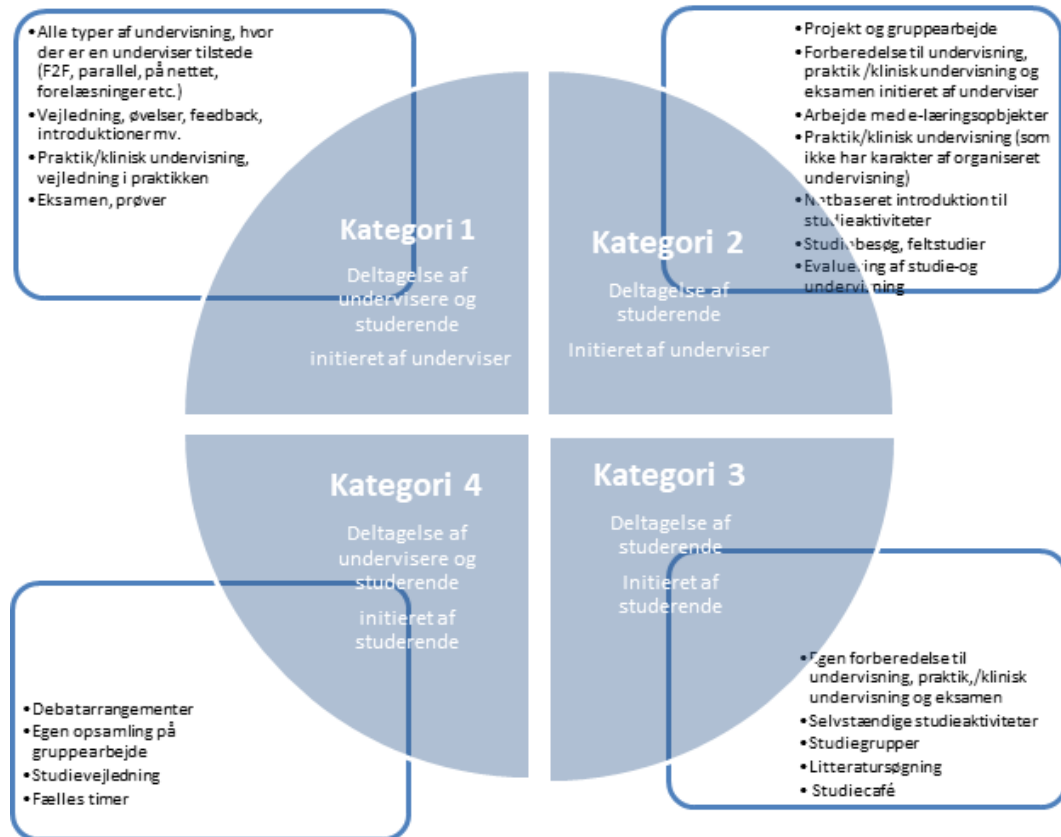 •Alle typer af undervisning, hvor
der er en underviser tilstede
(F2F, parallel, på nettet,
forelæsninger etc.)
•Vejledning, øvelser, feedback,
introduktioner mv.
•Praktik/klinisk undervisning,
vejledning i praktikken
•Eksamen, prøver
•Projekt og gruppearbejde
•Forberedelse til undervisning,
praktik /klinisk undervisning og
eksamen initieret af underviser
•Arbejde med e-læringsobjekter
•Praktik/klinisk undervisning (som
ikke har karakter af organiseret
undervisning)
•Netbaseret introduktion til
studieaktiviteter
•Studiebesøg, feltstudier
•Evaluering af studie-og
undervisning
Kategori 1
Deltagelse af
undervisere og
studerende
initieret af underviser
Kategori 2
Deltagelse af
studerende
Initieret af underviser
Kategori 4
Deltagelse af
undervisere og
studerende
initieret af
studerende
Kategori 3
Deltagelse af
studerende
Initieret af
studerende
•Debatarrangementer
•Egen opsamling på
gruppearbejde
•Studievejledning
•Fælles timer
•Egen forberedelse til
undervisning, praktik,/klinisk
undervisning og eksamen
•Selvstændige studieaktiviteter
•Studiegrupper
•Litteratursøgning
• Studiecafé